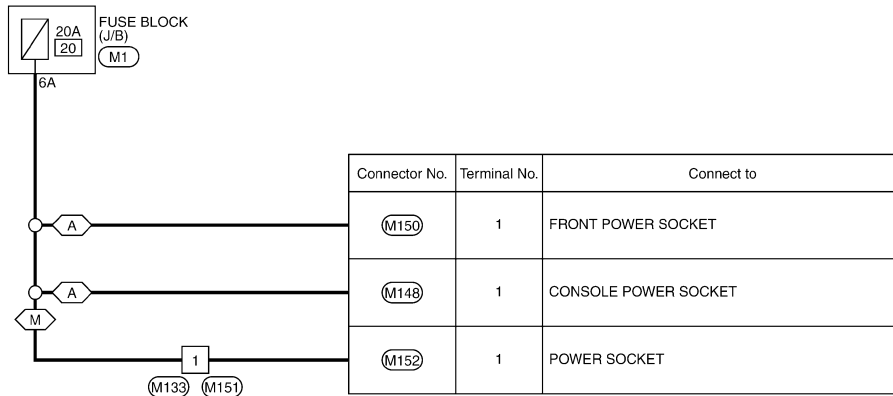 20A
20
FUSE BLOCK
(J/B)
M1
6A
Connector No. Terminal No. Connect to
A M150 1 FRONT POWER SOCKET
A M148 1 CONSOLE POWER SOCKET
M
1 M152 1 POWER SOCKET
M133 M151